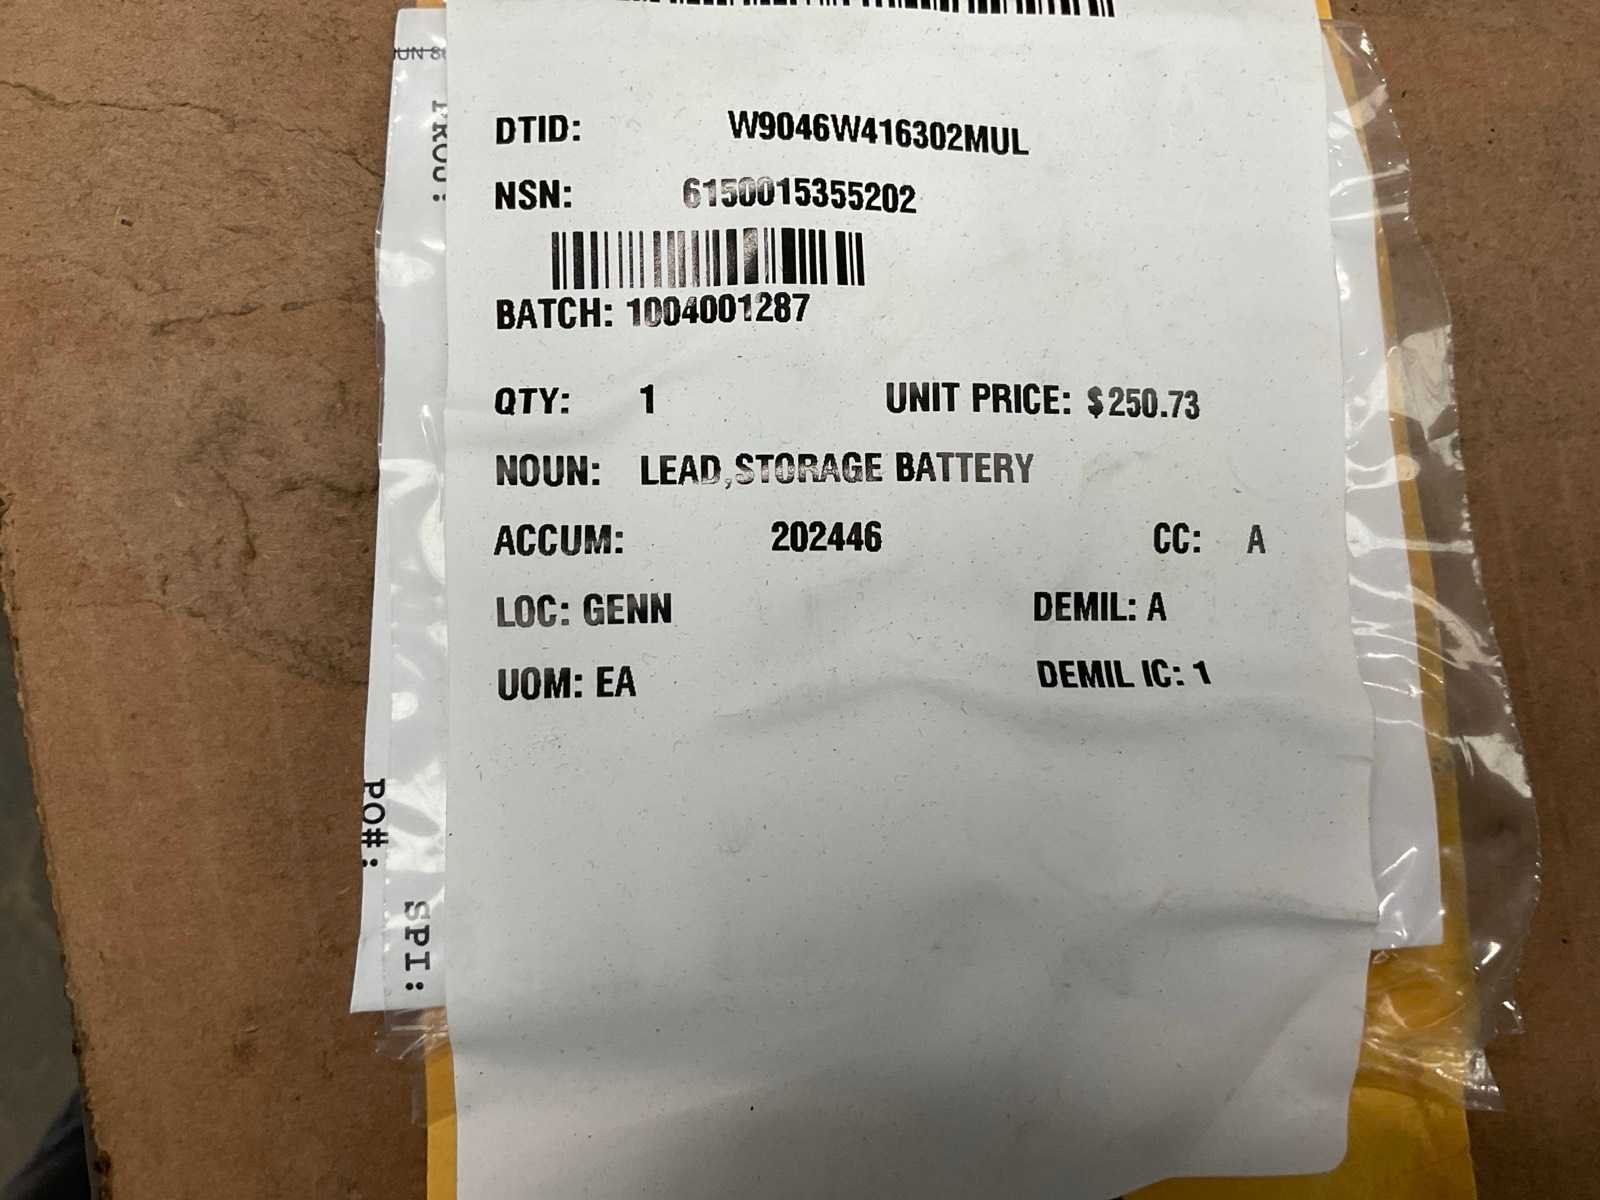 DTID: W9046W416302MUL
NSN: 6150015355202
BATCH: 1004001287
QTY: 1 UNIT PRICE: $250.73
NOUN: LEAD,STORAGE BATTERY
ACCUM: 202446 CC: A
LOC: GENN DEMIL: A
UOM: EA DEMIL IC: 1
PO#:
SPI: